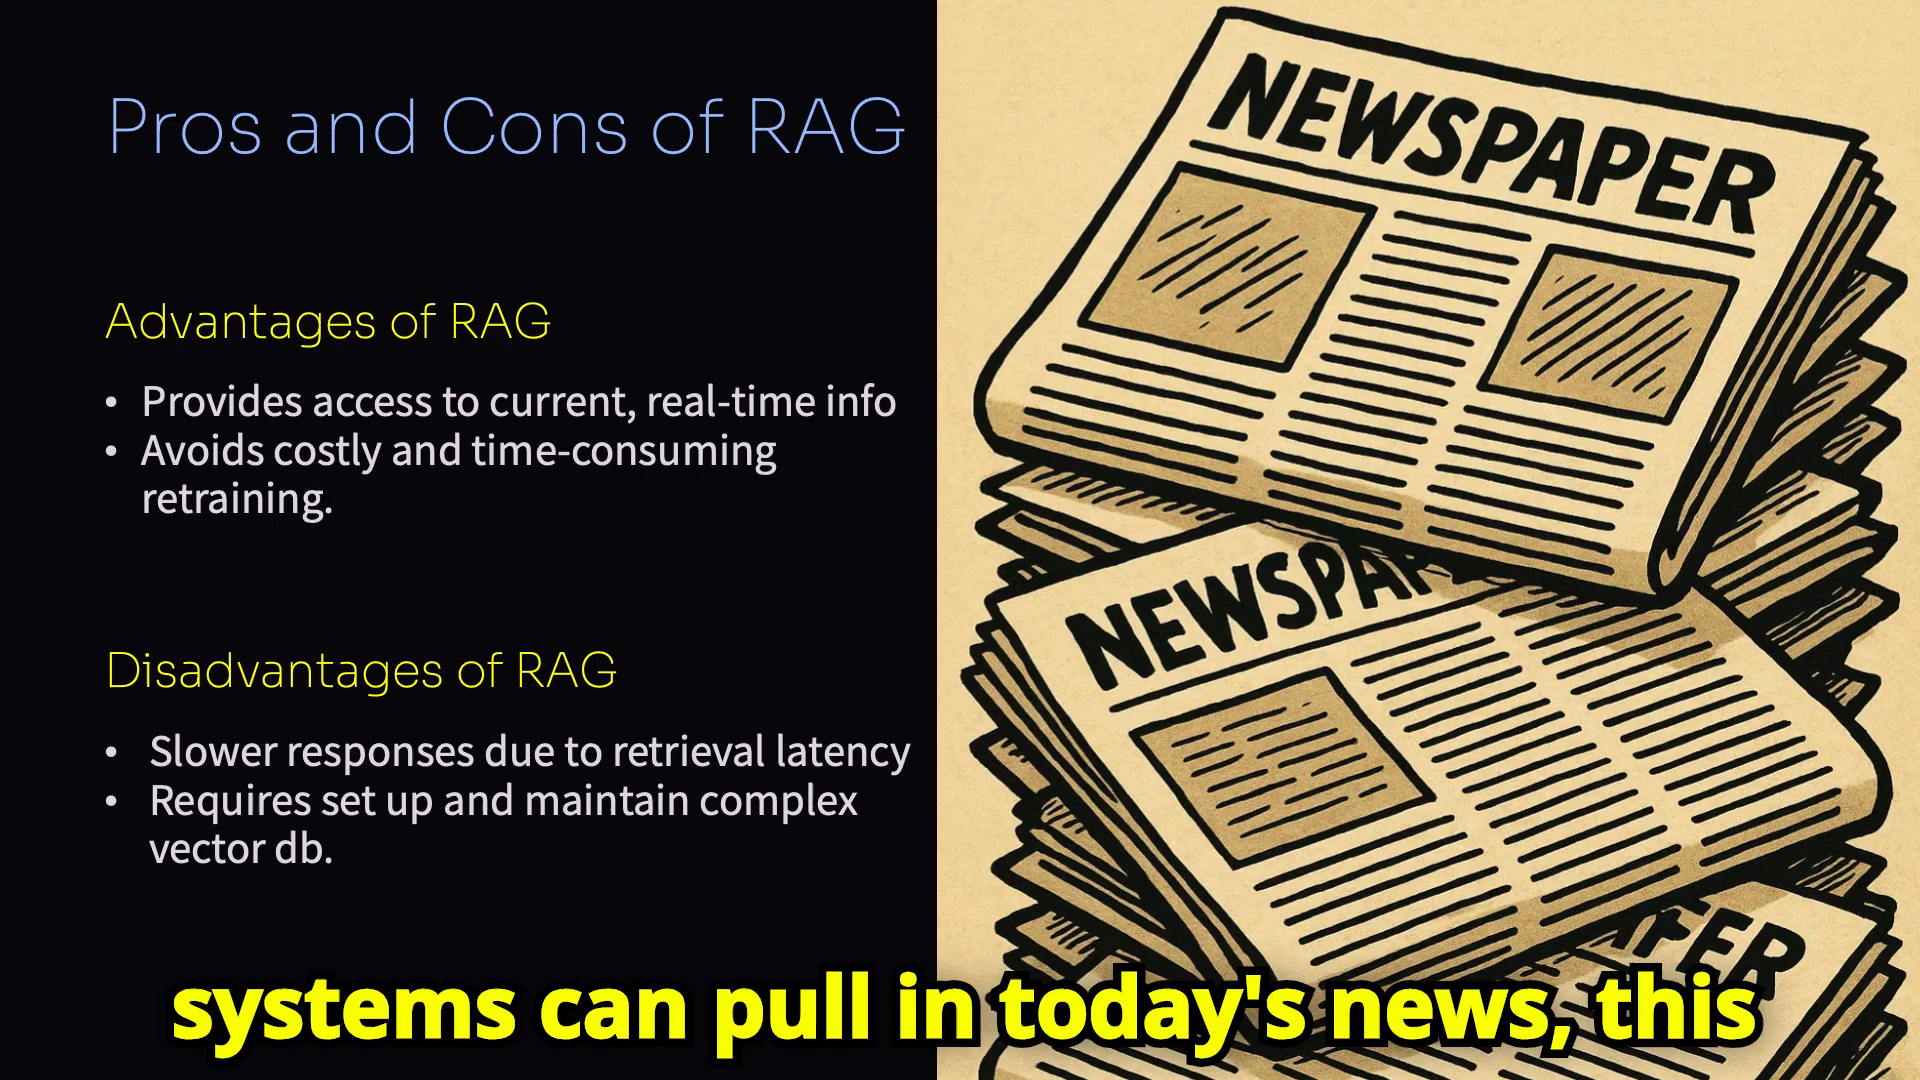 Pros and Cons of RAG
Advantages of RAG
• Provides access to current, real-time info
• Avoids costly and time-consuming
retraining.
Disadvantages of RAG
• Slower responses due to retrieval latency
• Requires set up and maintain complex
vector db.
NEWSPAPER
NEWSPAP
PER
systems can pull in today's news, this